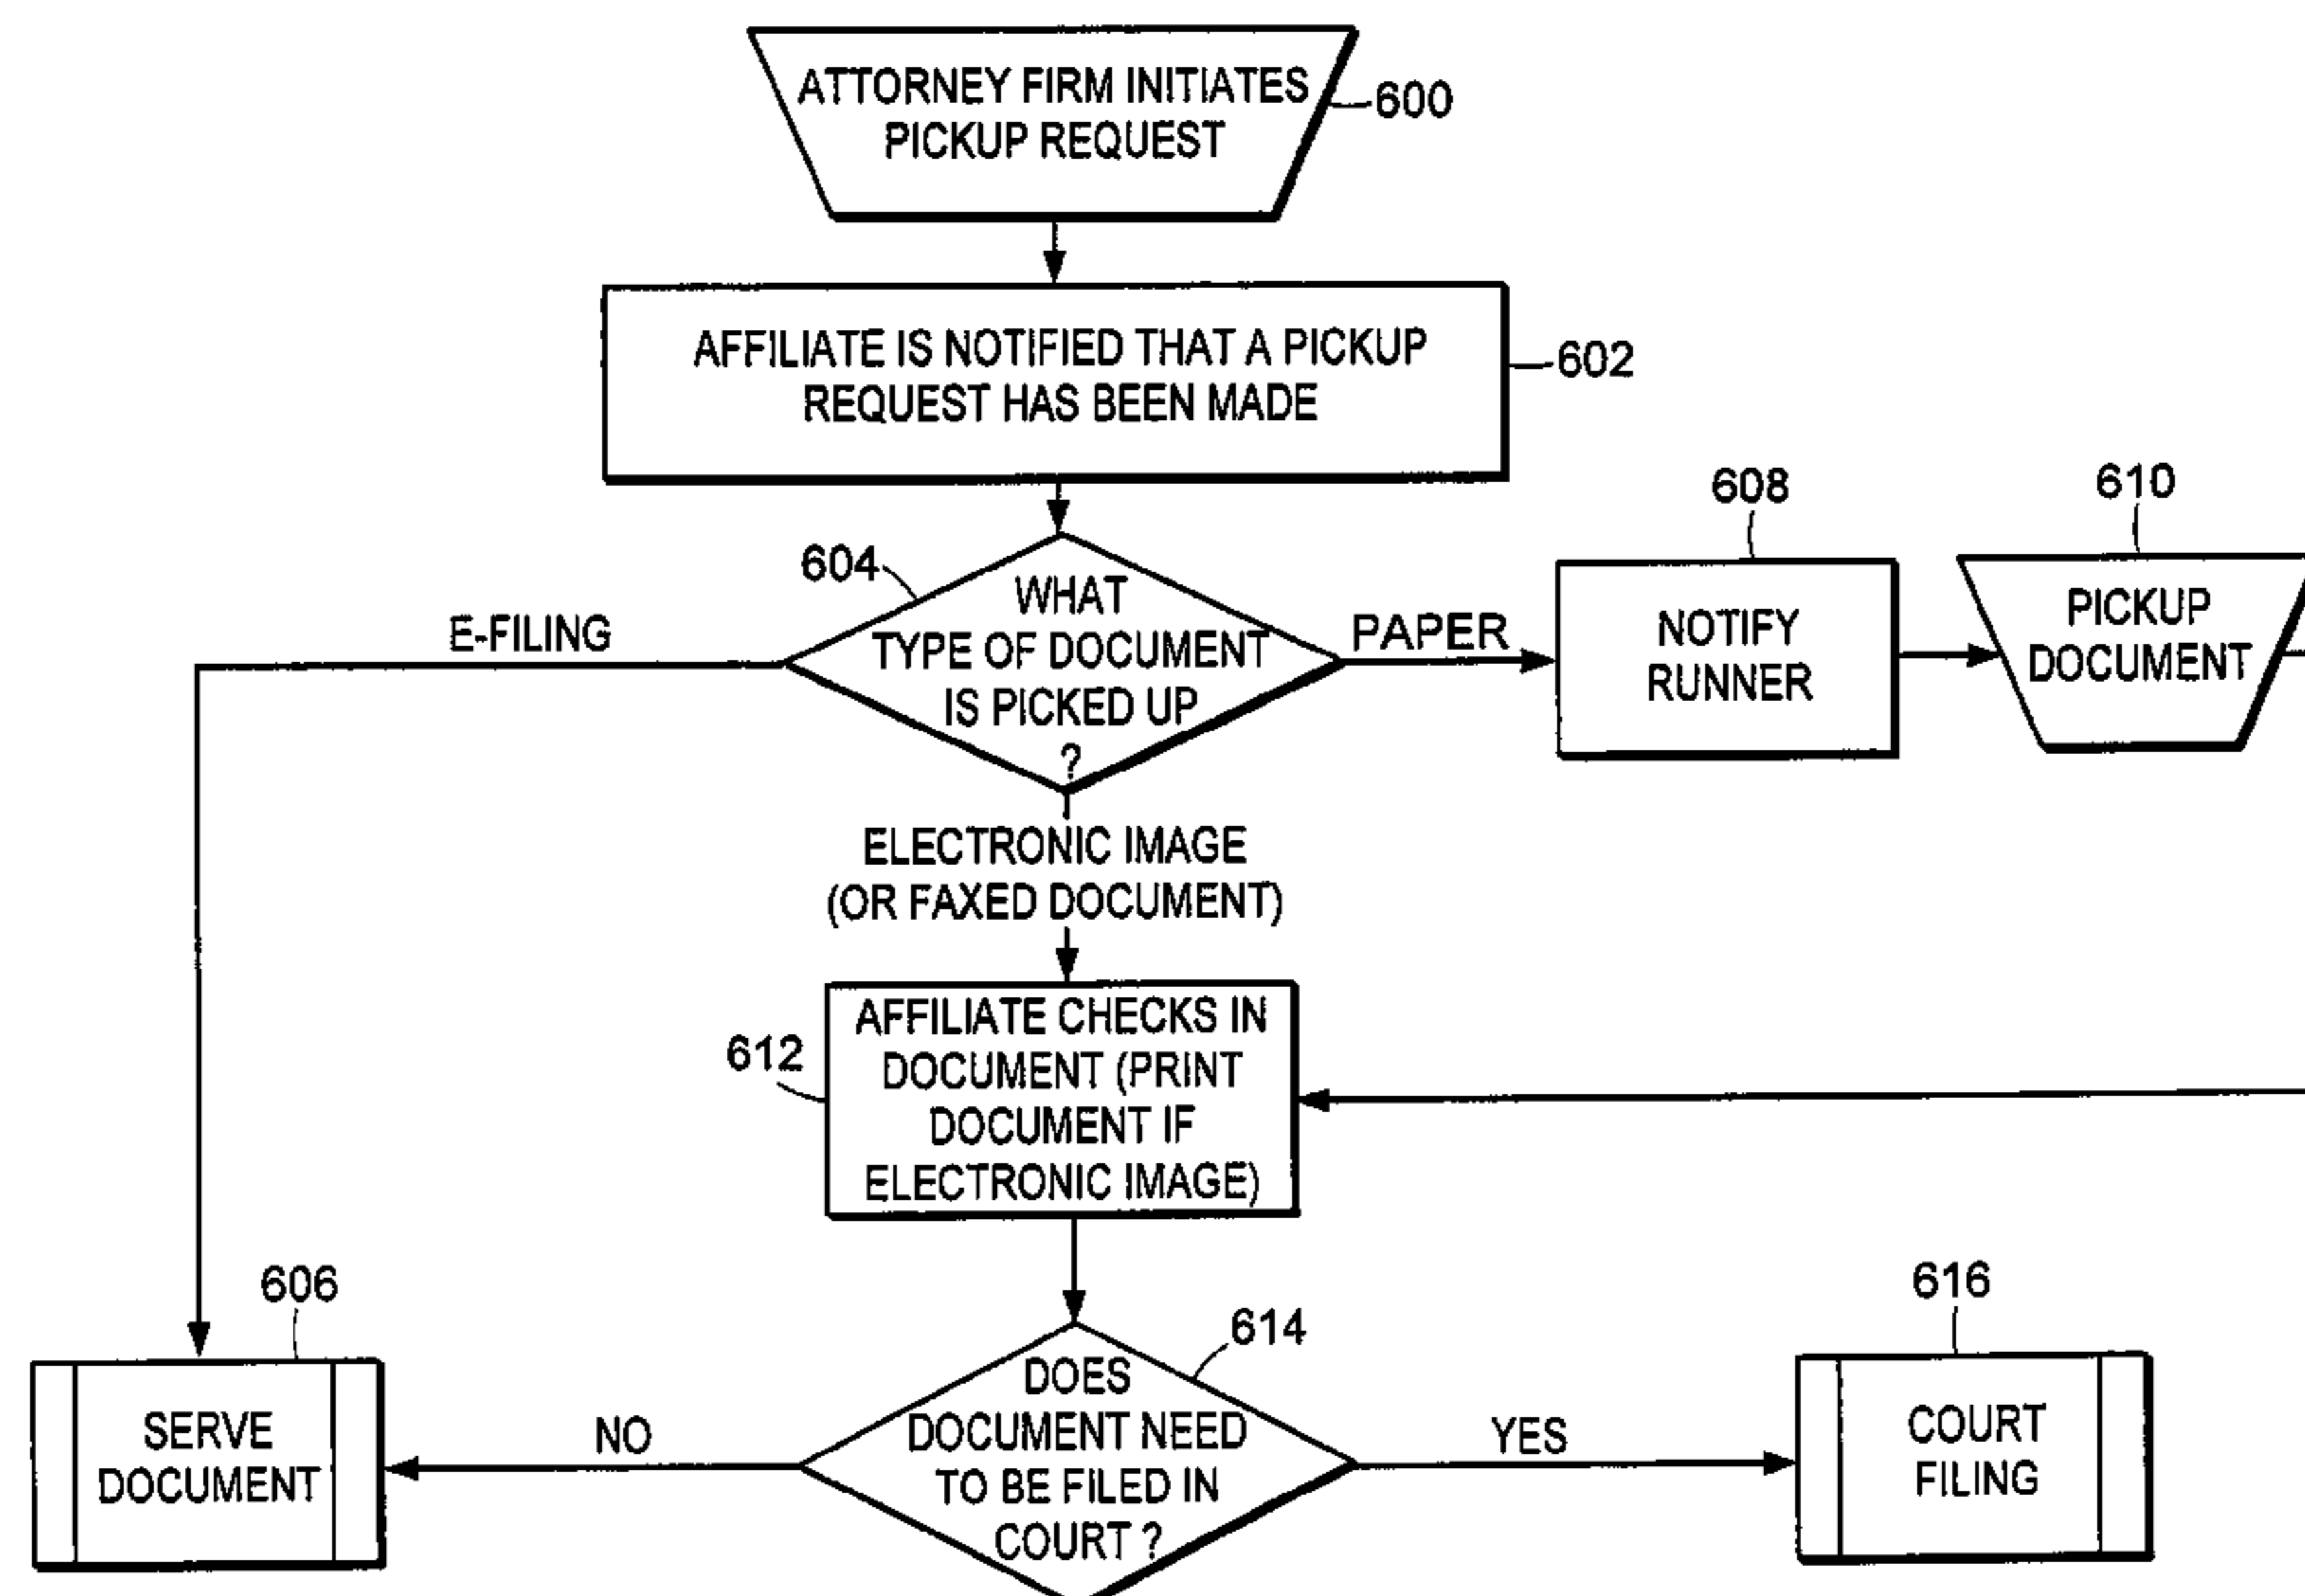 ATTORNEY FIRM INITIATES
PICKUP REQUEST
600
AFFILIATE IS NOTIFIED THAT A PICKUP
REQUEST HAS BEEN MADE
602
604
WHAT
TYPE OF DOCUMENT
IS PICKED UP
?
E-FILING
PAPER
608
NOTIFY
RUNNER
610
PICKUP
DOCUMENT
ELECTRONIC IMAGE
(OR FAXED DOCUMENT)
612
AFFILIATE CHECKS IN
DOCUMENT (PRINT
DOCUMENT IF
ELECTRONIC IMAGE)
606
SERVE
DOCUMENT
NO
614
DOES
DOCUMENT NEED
TO BE FILED IN
COURT ?
YES
616
COURT
FILING